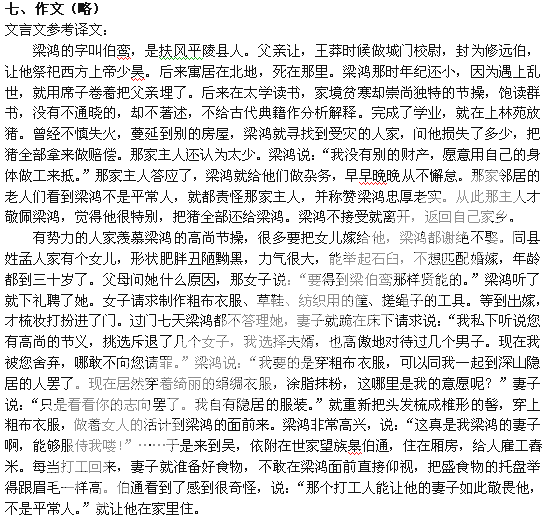 七、作文（略）
文言文参考译文：
梁鸿的字叫伯鸾，是扶风平陵县人。父亲让，王莽时候做城门校尉，封为修远伯，
让他祭祀西方上帝少昊。后来寓居在北地，死在那里。梁鸿那时年纪还小，因为遇上乱
世，就用席子卷着把父亲埋了。后来在太学读书，家境贫寒却崇尚独特的节操，饱读群
书，没有不通晓的，却不著述，不给古代典籍作分析解释。完成了学业，就在上林苑放
猪。曾经不慎失火，蔓延到别的房屋，梁鸿就寻找到受灾的人家，问他损失了多少，把
猪全部拿来做赔偿。那家主人还认为太少。梁鸿说：“我没有别的财产，愿意用自己的身
体做工来抵。”那家主人答应了，梁鸿就给他们做杂务，早早晚晚从不懈怠。那家邻居的
老人们看到梁鸿不是平常人，就都责怪那家主人，并称赞梁鸿忠厚老实。从此那主人才
敬佩梁鸿，觉得他很特别，把猪全部还给梁鸿。梁鸿不接受就离开，返回自己家乡。
有势力的人家羡慕梁鸿的高尚节操，很多要把女儿嫁给他，梁鸿都谢绝不娶。同县
姓孟人家有个女儿，形状肥胖丑陋黝黑，力气很大，能举起石臼，不想匹配婚嫁，年龄
都到三十岁了。父母问她什么原因，那女子说：“要得到梁伯鸾那样贤能的。”梁鸿听了
就下礼聘了她。女子请求制作粗布衣服、草鞋、纺织用的筐、搓绳子的工具。等到出嫁，
才梳妆打扮进了门。过门七天梁鸿都不答理她，妻子就跪在床下请求说：“我私下听说您
有高尚的节义，挑选斥退了几个女子，我选择夫婿，也高傲地对待过几个男子。现在我
被您舍弃，哪敢不向您请罪。”梁鸿说：“我要的是穿粗布衣服，可以同我一起到深山隐
居的人罢了。现在居然穿着绮丽的绢绸衣服，涂脂抹粉，这哪里是我的意愿呢？”妻子
说：“只是看看你的志向罢了。我自有隐居的服装。”就重新把头发梳成椎形的髻，穿上
粗布衣服，做着女人的活计到梁鸿的面前来。梁鸿非常高兴，说：“这真是我梁鸿的妻子
啊，能够服侍我喽！”……于是来到吴，依附在世家望族皋伯通，住在厢房，给人雇工舂
米。每当打工回来，妻子就准备好食物，不敢在梁鸿面前直接仰视，把盛食物的托盘举
得跟眉毛一样高。伯通看到了感到很奇怪，说：“那个打工人能让他的妻子如此敬畏他，
不是平常人。”就让他在家里住。